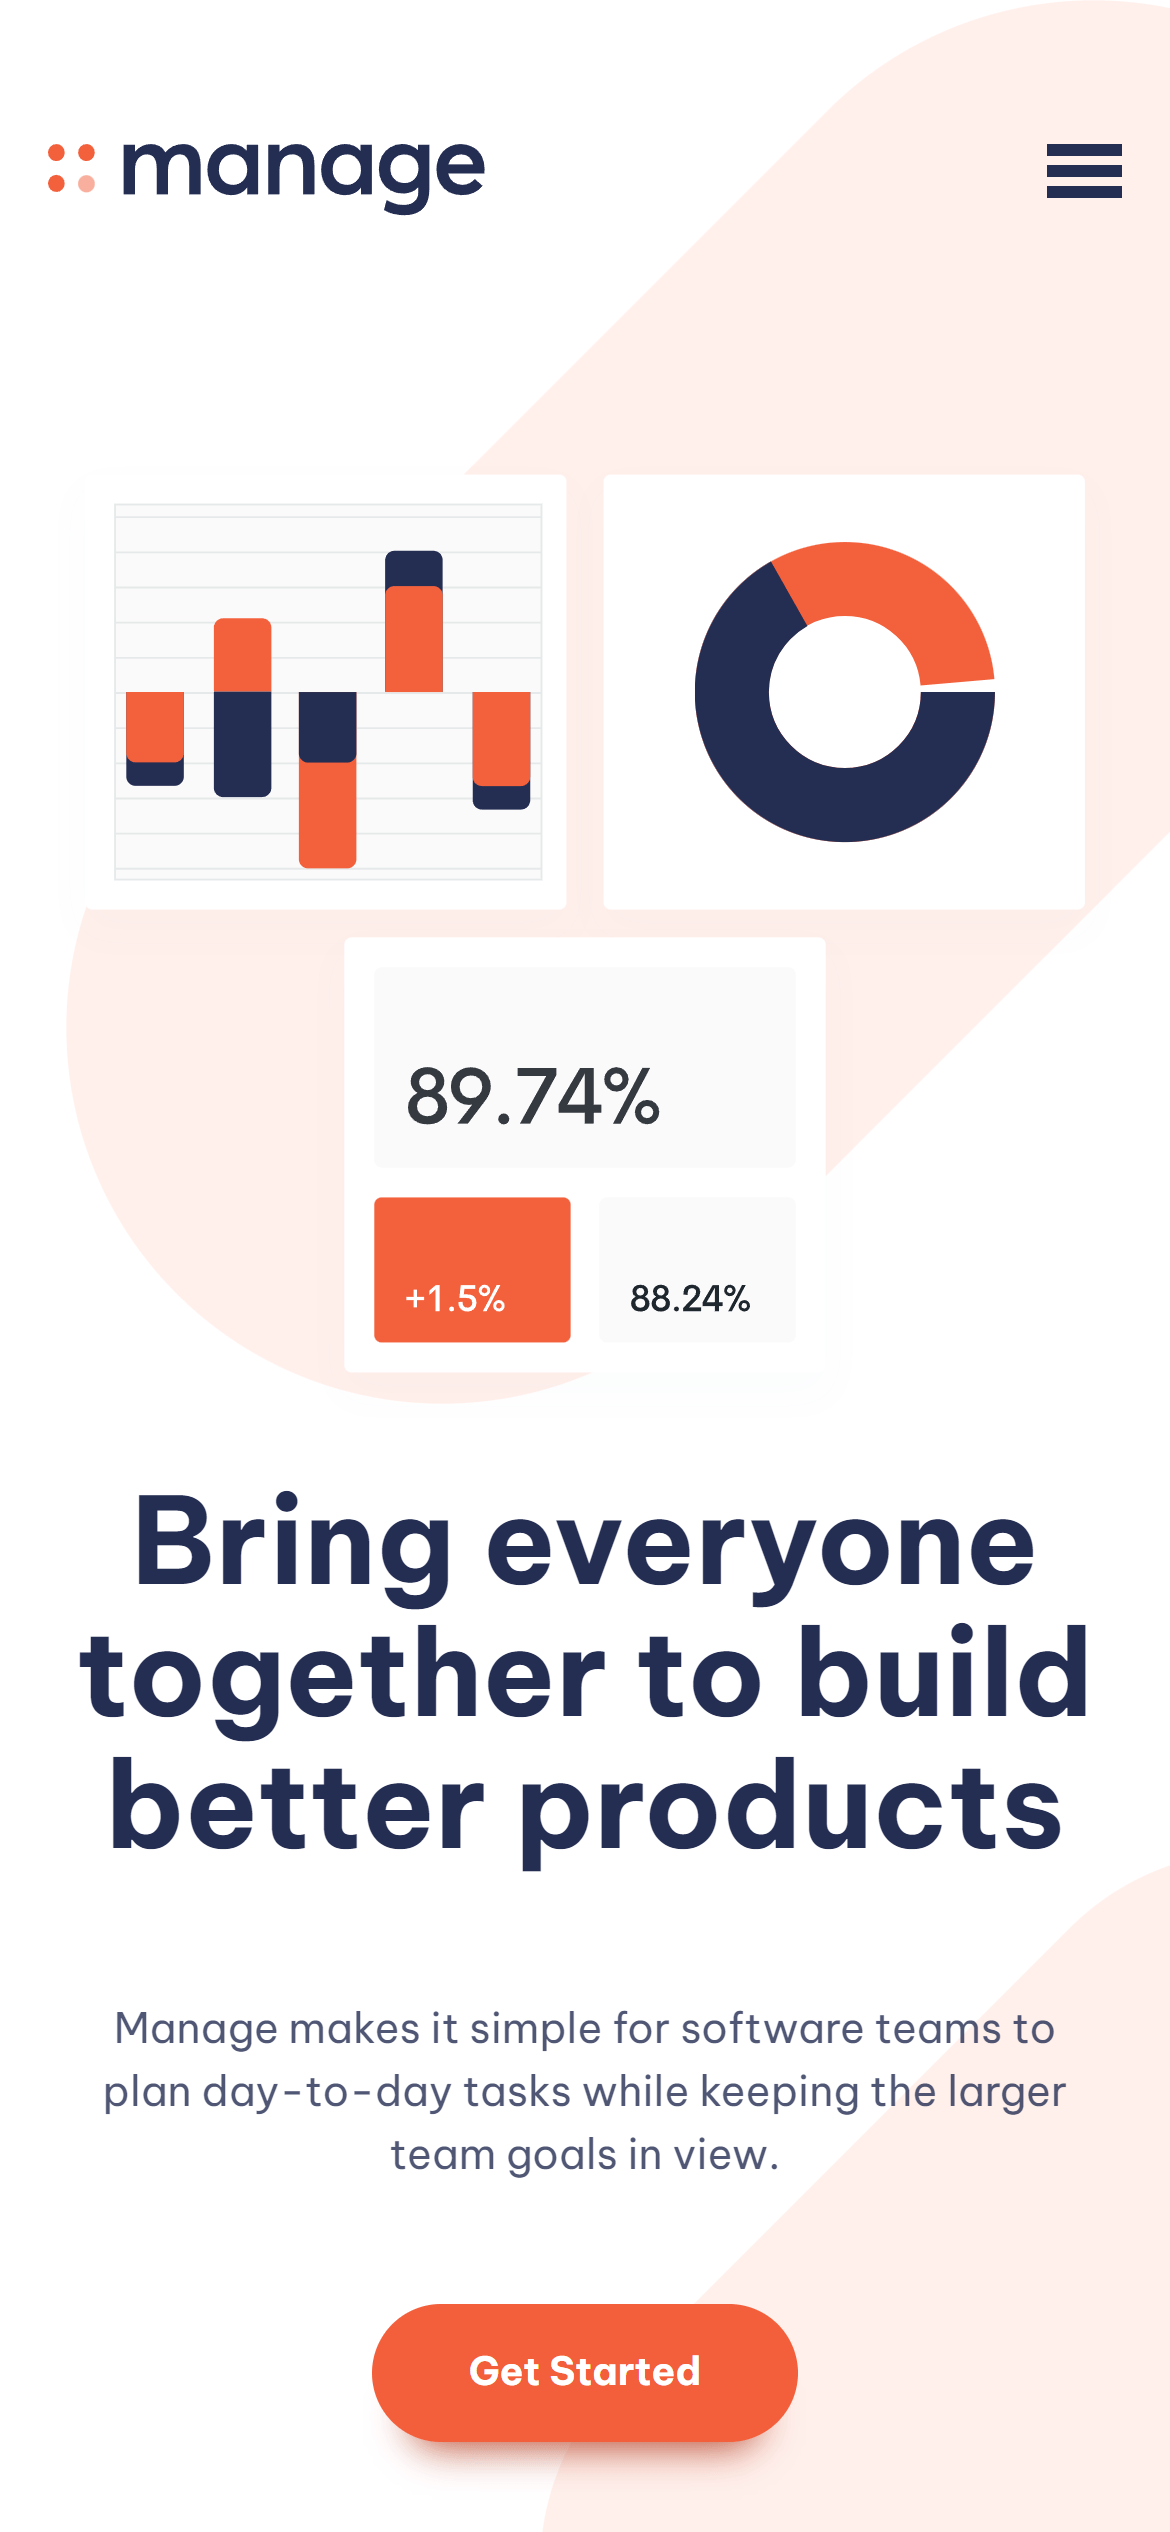 manage
89.74%
+1.5%
88.24%
Bring everyone
together to build
better products
Manage makes it simple for software teams to
plan day-to-day tasks while keeping the larger
team goals in view.
Get Started